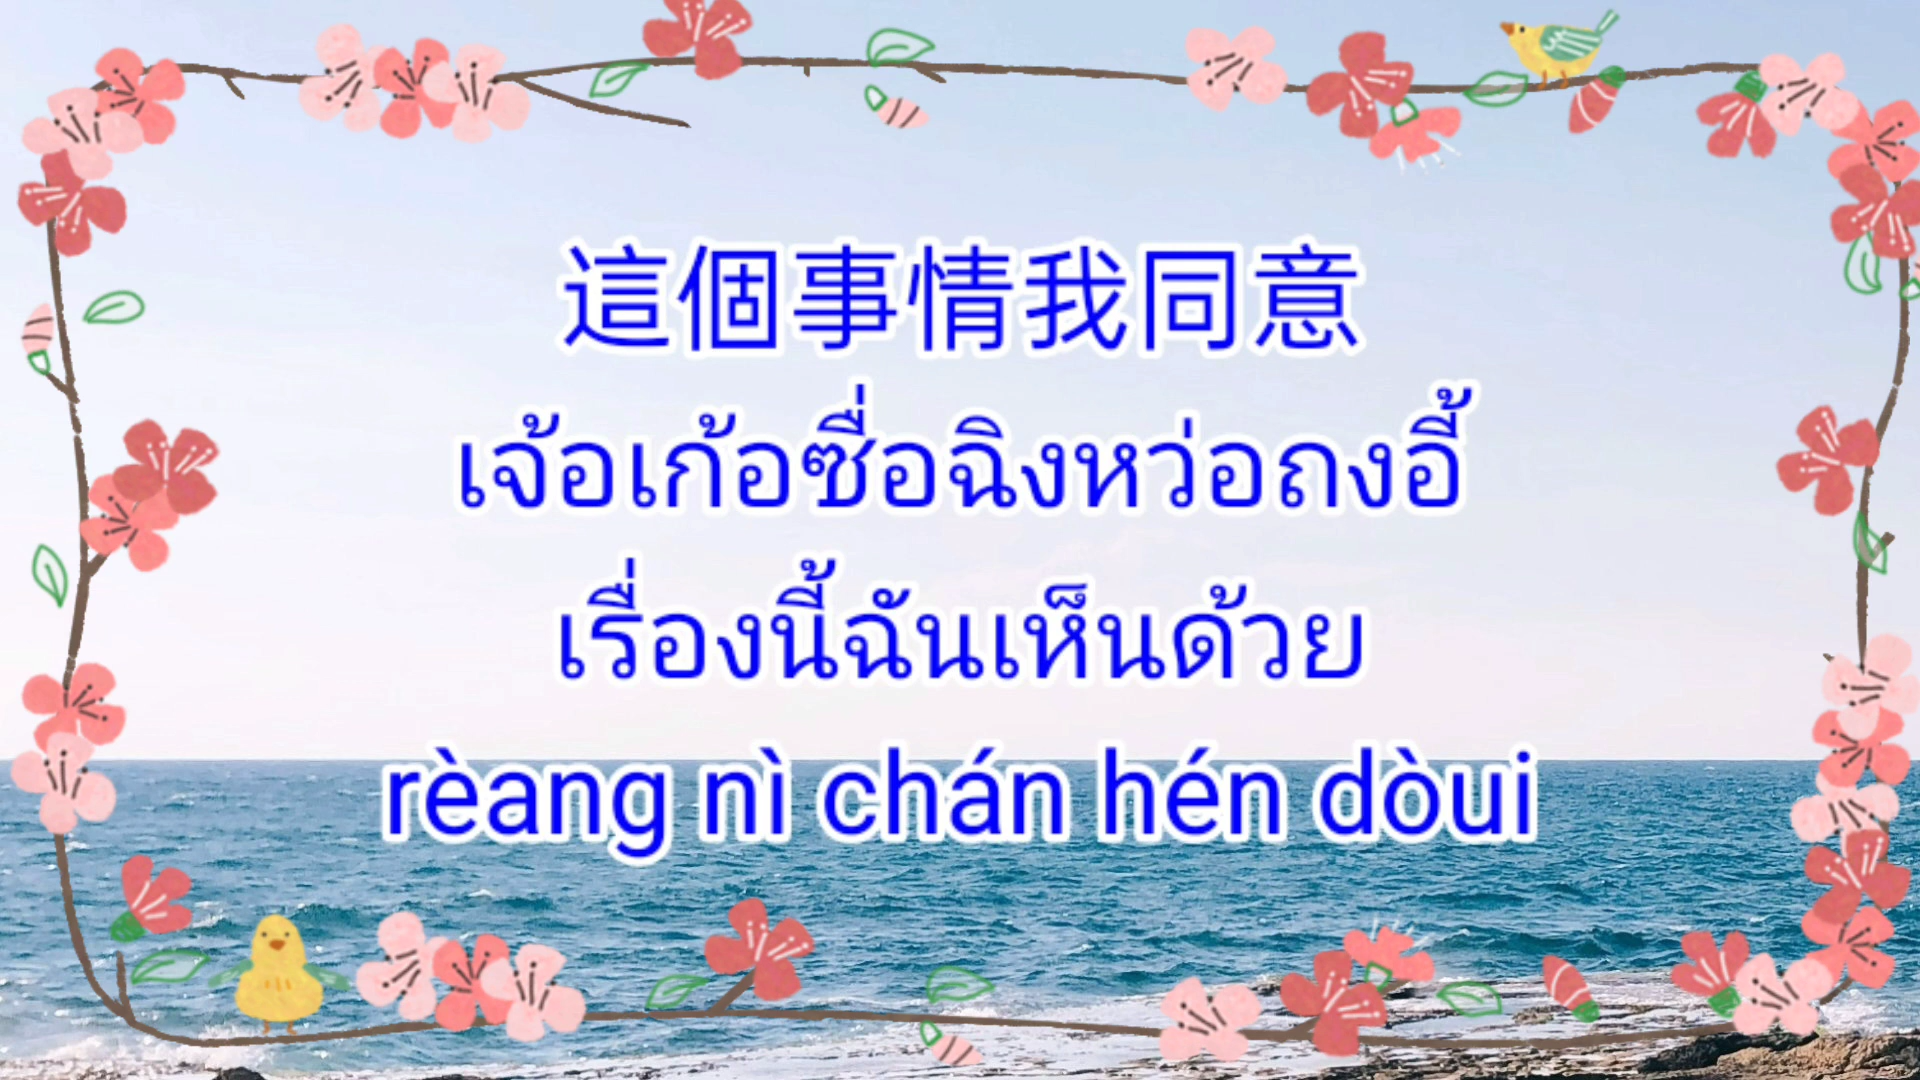 這個事情我同意
เจ้อเก้อซื่อฉิงหว่อถงอี้
เรื่องนี้ฉันเห็นด้วย
rèang nì chán hén dòui